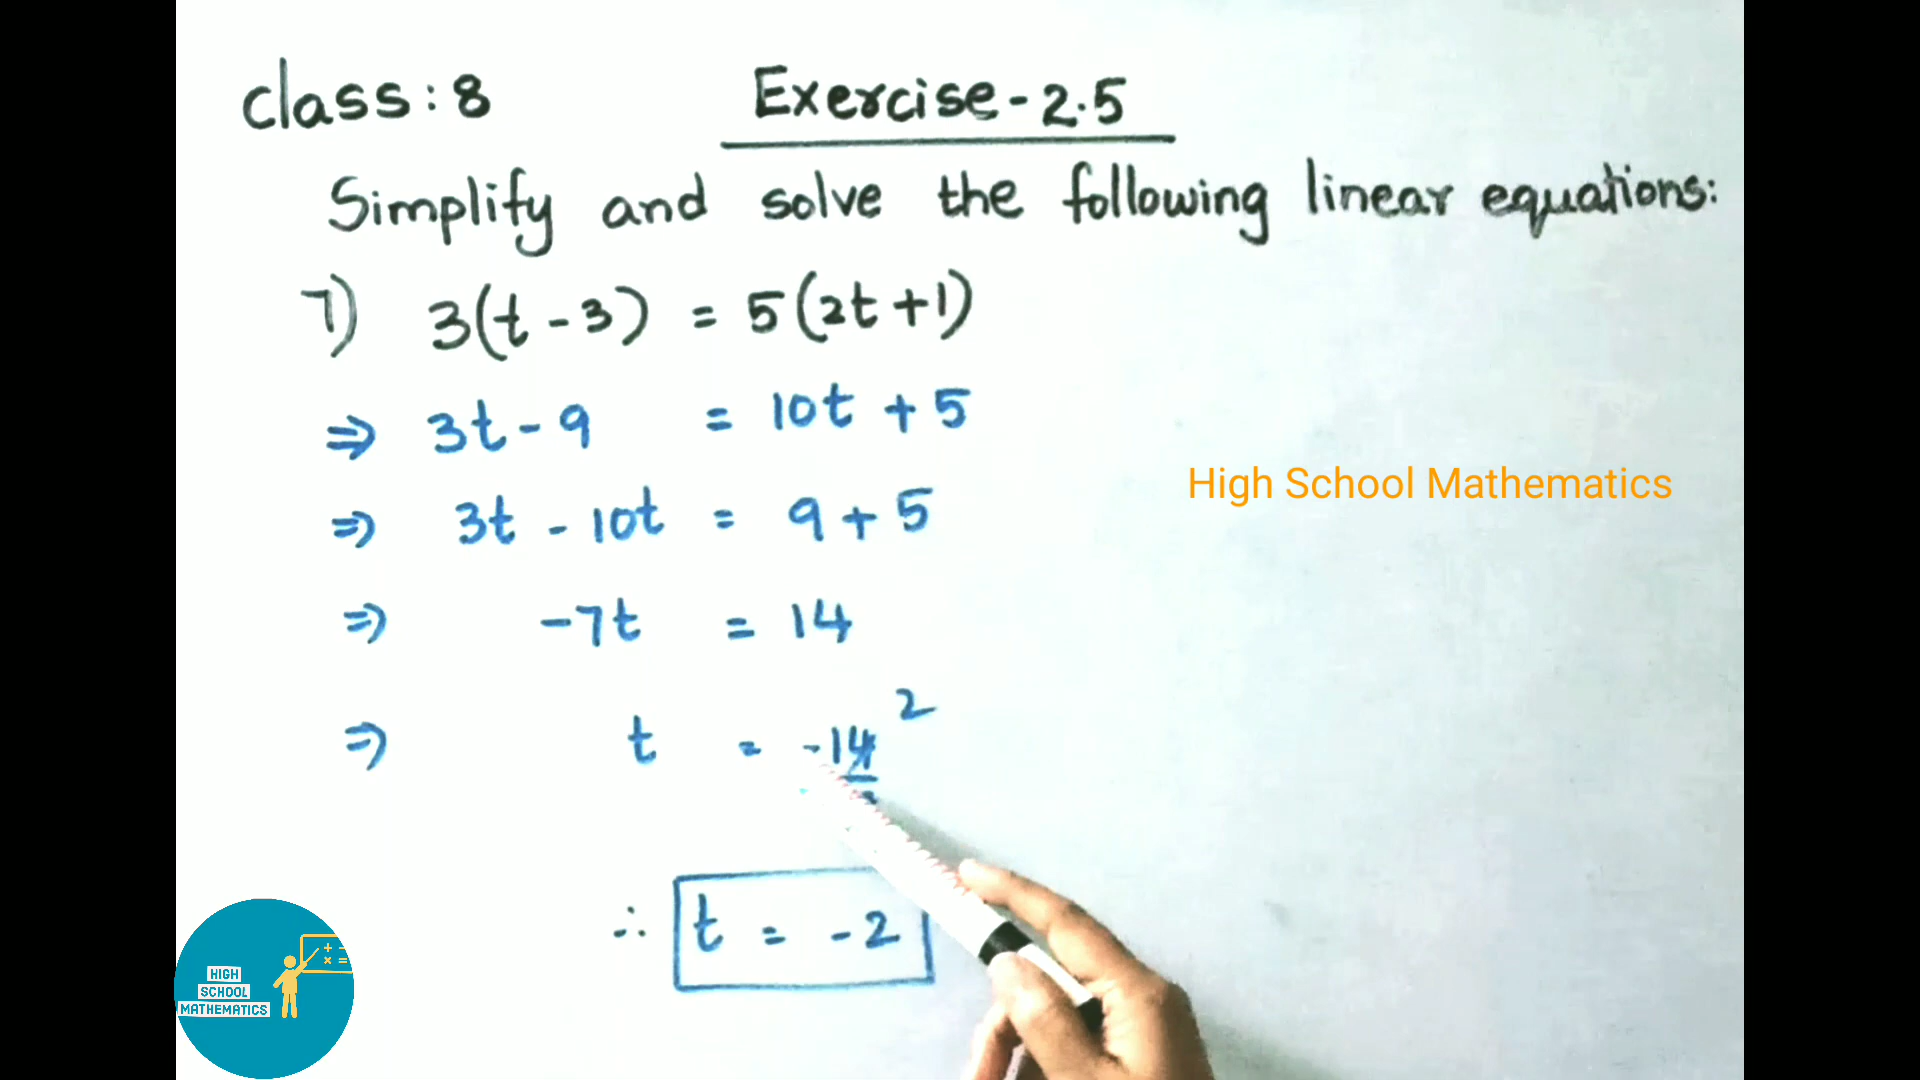 class: 8
Exercise-2.5
Simplify and solve the following linear equations:
7) 3(t-3) = 5(2t+1)
⇒ 3t-9 = 10t + 5
High School Mathematics
⇒ 3t - 10t = 9 + 5
⇒ -7t = 14
2
⇒ t = -14
∴ t = -2
HIGH
SCHOOL
MATHEMATICS